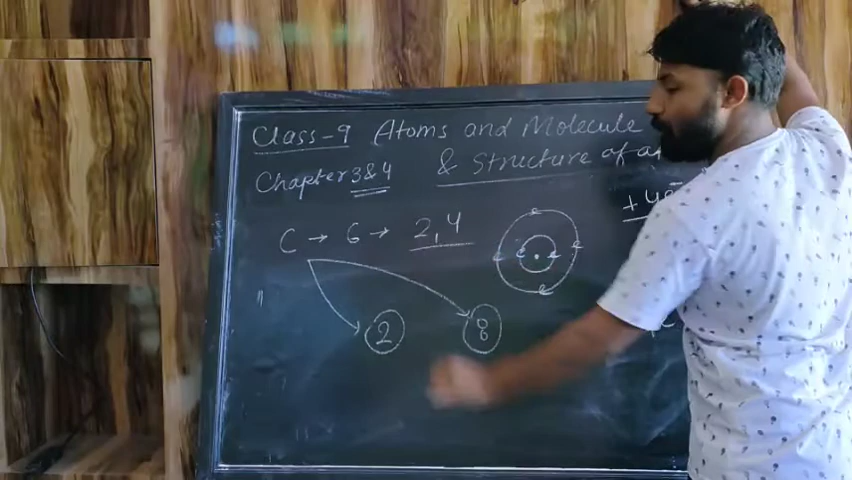 Class-9 Atoms and Molecule
Chapter 3&4 & Structure of
C → 6 → 2,4
e e e e e e
2 8